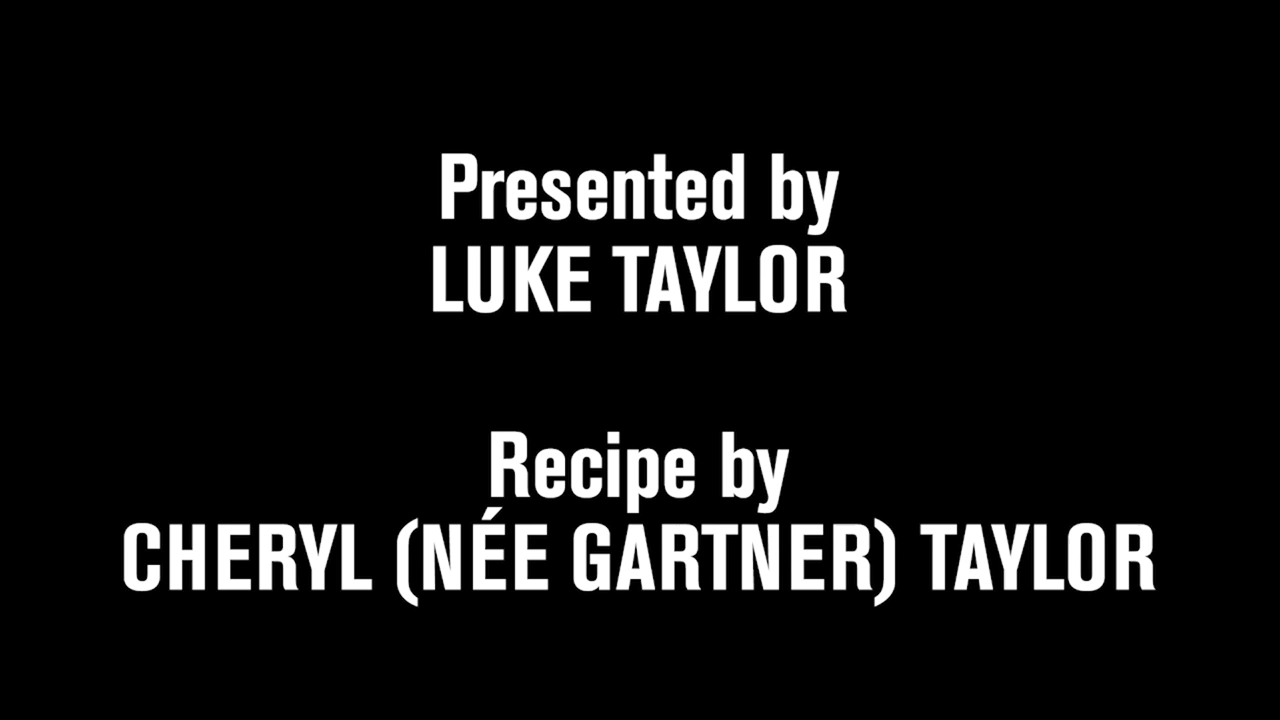 Presented by
LUKE TAYLOR
Recipe by
CHERYL (NÉE GARTNER) TAYLOR